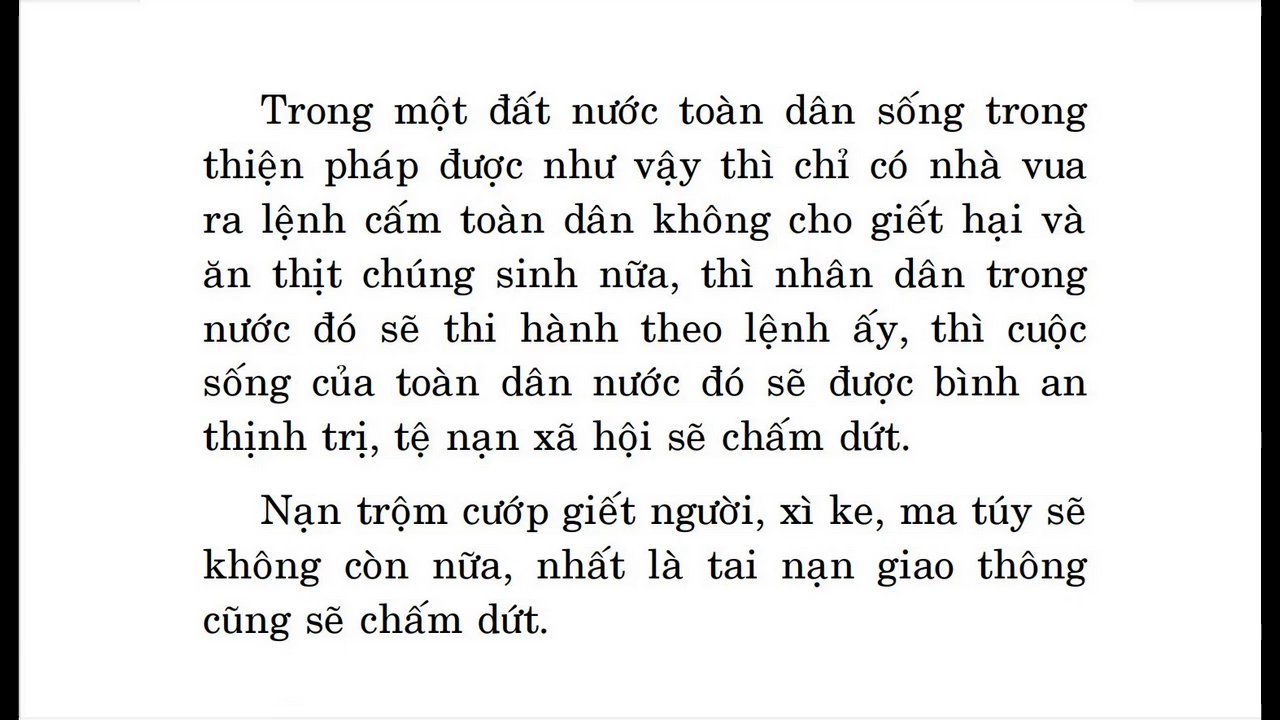 Trong một đất nước toàn dân sống trong
thiện pháp được như vậy thì chỉ có nhà vua
ra lệnh cấm toàn dân không cho giết hại và
ăn thịt chúng sinh nữa, thì nhân dân trong
nước đó sẽ thi hành theo lệnh ấy, thì cuộc
sống của toàn dân nước đó sẽ được bình an
thịnh trị, tệ nạn xã hội sẽ chấm dứt.
Nạn trộm cướp giết người, xì ke, ma túy sẽ
không còn nữa, nhất là tai nạn giao thông
cũng sẽ chấm dứt.